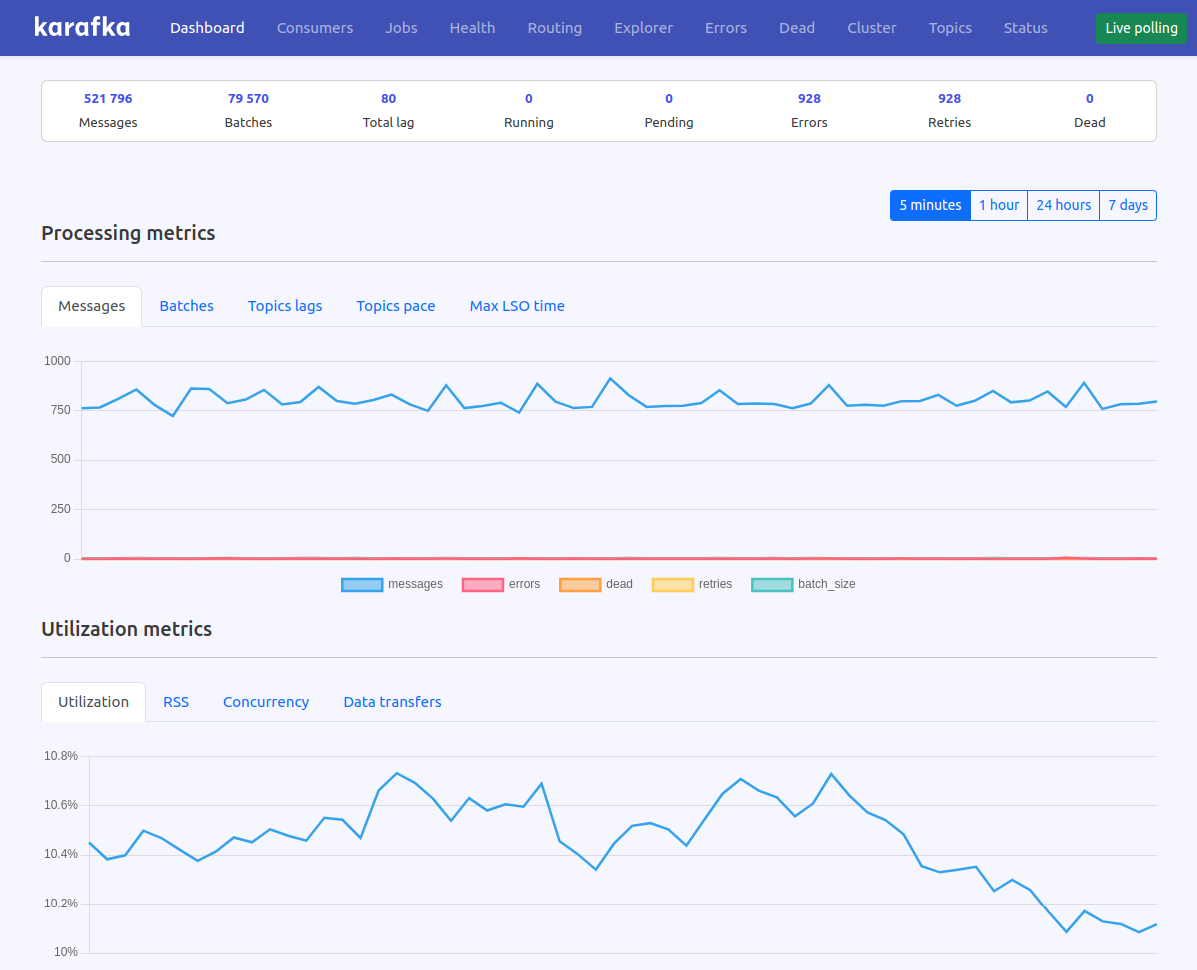 karafka Dashboard Consumers Jobs Health Routing Explorer Errors Dead Cluster Topics Status Live polling
521 796 79 570 80 0 0 928 928 0
Messages Batches Total lag Running Pending Errors Retries Dead
5 minutes 1 hour 24 hours 7 days
Processing metrics
Messages Batches Topics lags Topics pace Max LSO time
1000
750
500
250
0
messages errors dead retries batch_size
Utilization metrics
Utilization RSS Concurrency Data transfers
10.8%
10.6%
10.4%
10.2%
10%